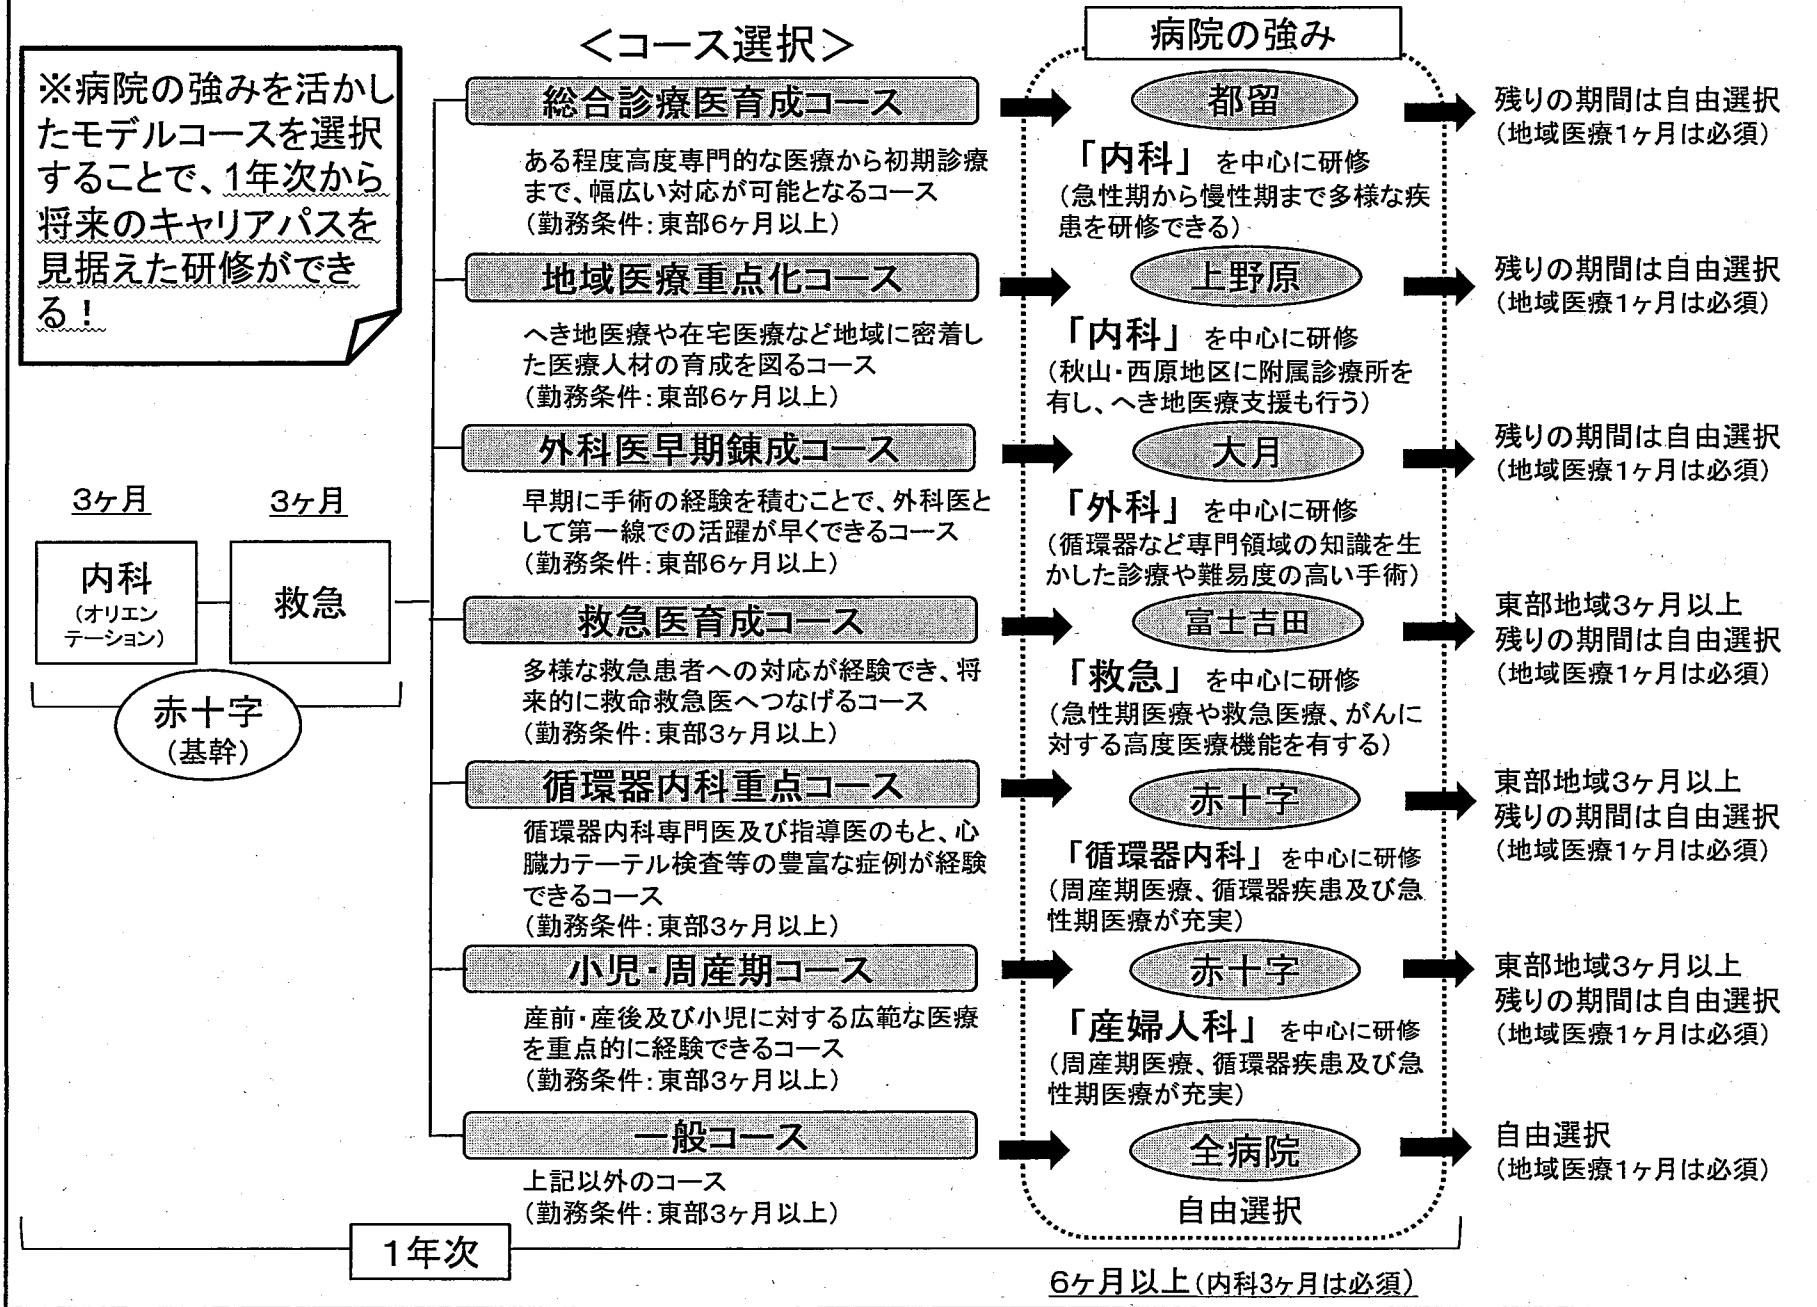 ※病院の強みを活かし
たモデルコースを選択
することで、1年次から
将来のキャリアパスを
見据えた研修ができ
る！
3ヶ月
内科
(オリエン
テーション)
3ヶ月
救急
赤十字
(基幹)
＜コース選択＞
病院の強み
総合診療医育成コース
ある程度高度専門的な医療から初期診療
まで、幅広い対応が可能となるコース
(勤務条件：東部6ヶ月以上)
都留
「内科」 を中心に研修
(急性期から慢性期まで多様な疾
患を研修できる)
残りの期間は自由選択
(地域医療1ヶ月は必須)
地域医療重点化コース
へき地医療や在宅医療など地域に密着し
た医療人材の育成を図るコース
(勤務条件：東部6ヶ月以上)
上野原
「内科」 を中心に研修
(秋山・西原地区に附属診療所を
有し、へき地医療支援も行う)
残りの期間は自由選択
(地域医療1ヶ月は必須)
外科医早期錬成コース
早期に手術の経験を積むことで、外科医と
して第一線での活躍が早くできるコース
(勤務条件：東部6ヶ月以上)
大月
「外科」 を中心に研修
(循環器など専門領域の知識を生
かした診療や難易度の高い手術)
残りの期間は自由選択
(地域医療1ヶ月は必須)
救急医育成コース
多様な救急患者への対応が経験でき、将
来的に救命救急医へつなげるコース
(勤務条件：東部3ヶ月以上)
富士吉田
「救急」 を中心に研修
(急性期医療や救急医療、がんに
対する高度医療機能を有する)
東部地域3ヶ月以上
残りの期間は自由選択
(地域医療1ヶ月は必須)
循環器内科重点コース
循環器内科専門医及び指導医のもと、心
臓カテーテル検査等の豊富な症例が経験
できるコース
(勤務条件：東部3ヶ月以上)
赤十字
「循環器内科」 を中心に研修
(周産期医療、循環器疾患及び急
性期医療が充実)
東部地域3ヶ月以上
残りの期間は自由選択
(地域医療1ヶ月は必須)
小児・周産期コース
産前・産後及び小児に対する広範な医療
を重点的に経験できるコース
(勤務条件：東部3ヶ月以上)
赤十字
「産婦人科」 を中心に研修
(周産期医療、循環器疾患及び急
性期医療が充実)
東部地域3ヶ月以上
残りの期間は自由選択
(地域医療1ヶ月は必須)
一般コース
上記以外のコース
(勤務条件：東部3ヶ月以上)
全病院
自由選択
自由選択
(地域医療1ヶ月は必須)
1年次
6ヶ月以上(内科3ヶ月は必須)